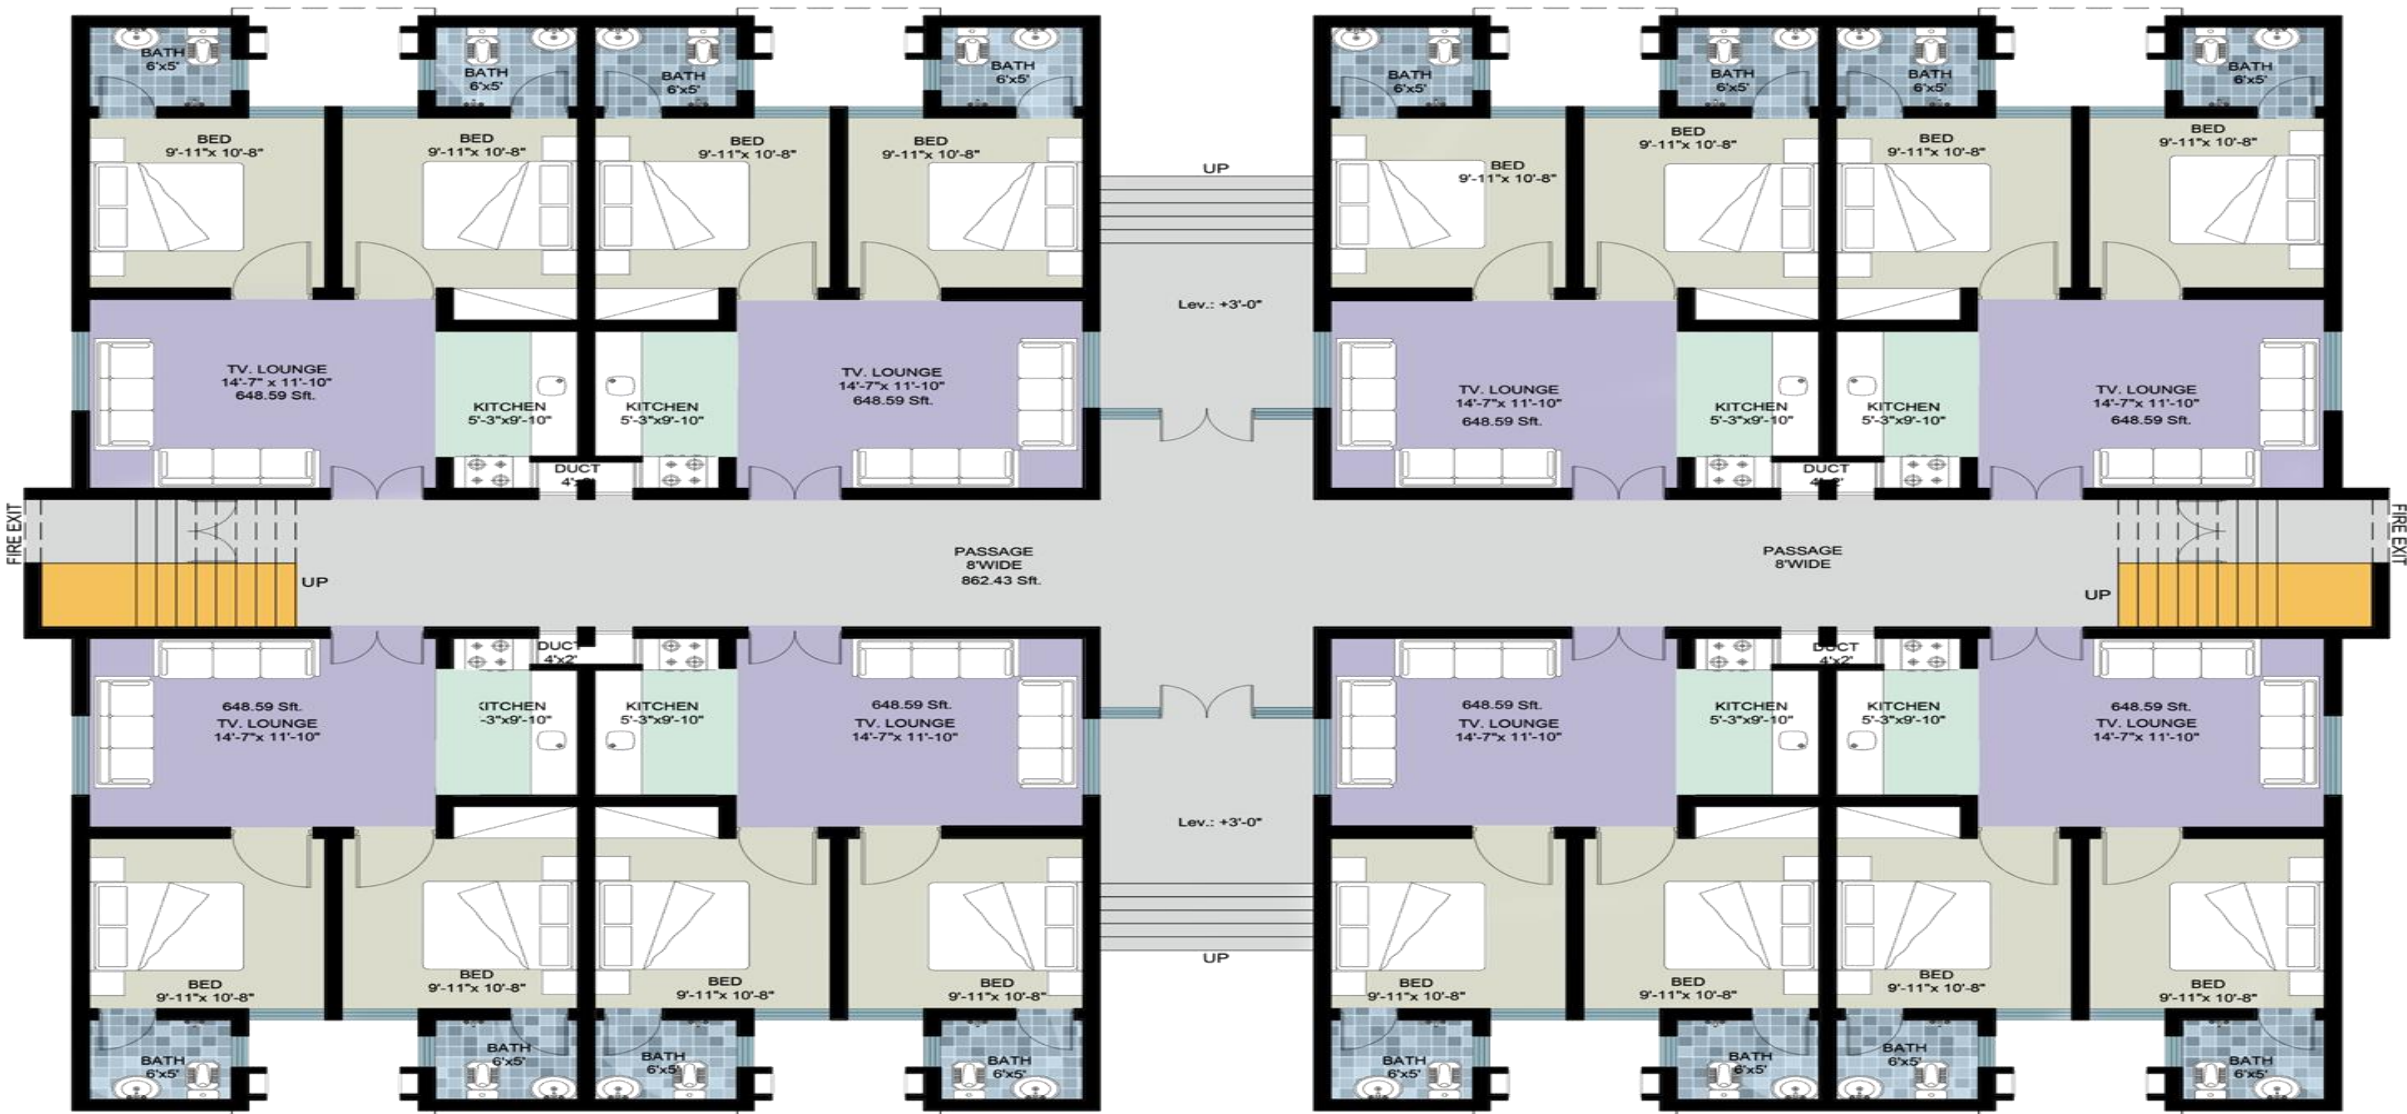 BATH
6'x5'
BATH
6'x5'
BATH
6'x5'
BATH
6'x5'
BATH
6'x5'
BATH
6'x5'
BATH
6'x5'
BATH
6'x5'
BED
9'-11"x 10'-8"
BED
9'-11"x 10'-8"
BED
9'-11"x 10'-8"
BED
9'-11"x 10'-8"
BED
9'-11"x 10'-8"
BED
9'-11"x 10'-8"
BED
9'-11"x 10'-8"
BED
9'-11"x 10'-8"
UP
Lev.: +3'-0"
TV. LOUNGE
14'-7" x 11'-10"
648.59 Sft.
KITCHEN
5'-3"x9'-10"
KITCHEN
5'-3"x9'-10"
TV. LOUNGE
14'-7"x 11'-10"
648.59 Sft.
TV. LOUNGE
14'-7"x 11'-10"
648.59 Sft.
KITCHEN
5'-3"x9'-10"
KITCHEN
5'-3"x9'-10"
TV. LOUNGE
14'-7"x 11'-10"
648.59 Sft.
DUCT
DUCT
4'x2'
FIRE EXIT
UP
PASSAGE
8'WIDE
862.43 Sft.
PASSAGE
8'WIDE
UP
FIRE EXIT
DUCT
4'x2'
DUCT
4'x2'
648.59 Sft.
TV. LOUNGE
14'-7"x 11'-10"
-3"x9'-10"
KITCHEN
5'-3"x9'-10"
648.59 Sft.
TV. LOUNGE
14'-7"x 11'-10"
648.59 Sft.
TV. LOUNGE
14'-7"x 11'-10"
KITCHEN
5'-3"x9'-10"
KITCHEN
5'-3"x9'-10"
648.59 Sft.
TV. LOUNGE
14'-7"x 11'-10"
Lev.: +3'-0"
UP
BED
9'-11"x 10'-8"
BED
9'-11"x 10'-8"
BED
9'-11"x 10'-8"
BED
9'-11"x 10'-8"
BED
9'-11"x 10'-8"
BED
9'-11"x 10'-8"
BED
9'-11"x 10'-8"
BED
9'-11"x 10'-8"
BATH
6'x5'
BATH
6'x5'
BATH
6'x5'
BATH
6'x5'
BATH
6'x5'
BATH
6'x5'
BATH
6'x5'
BATH
6'x5'